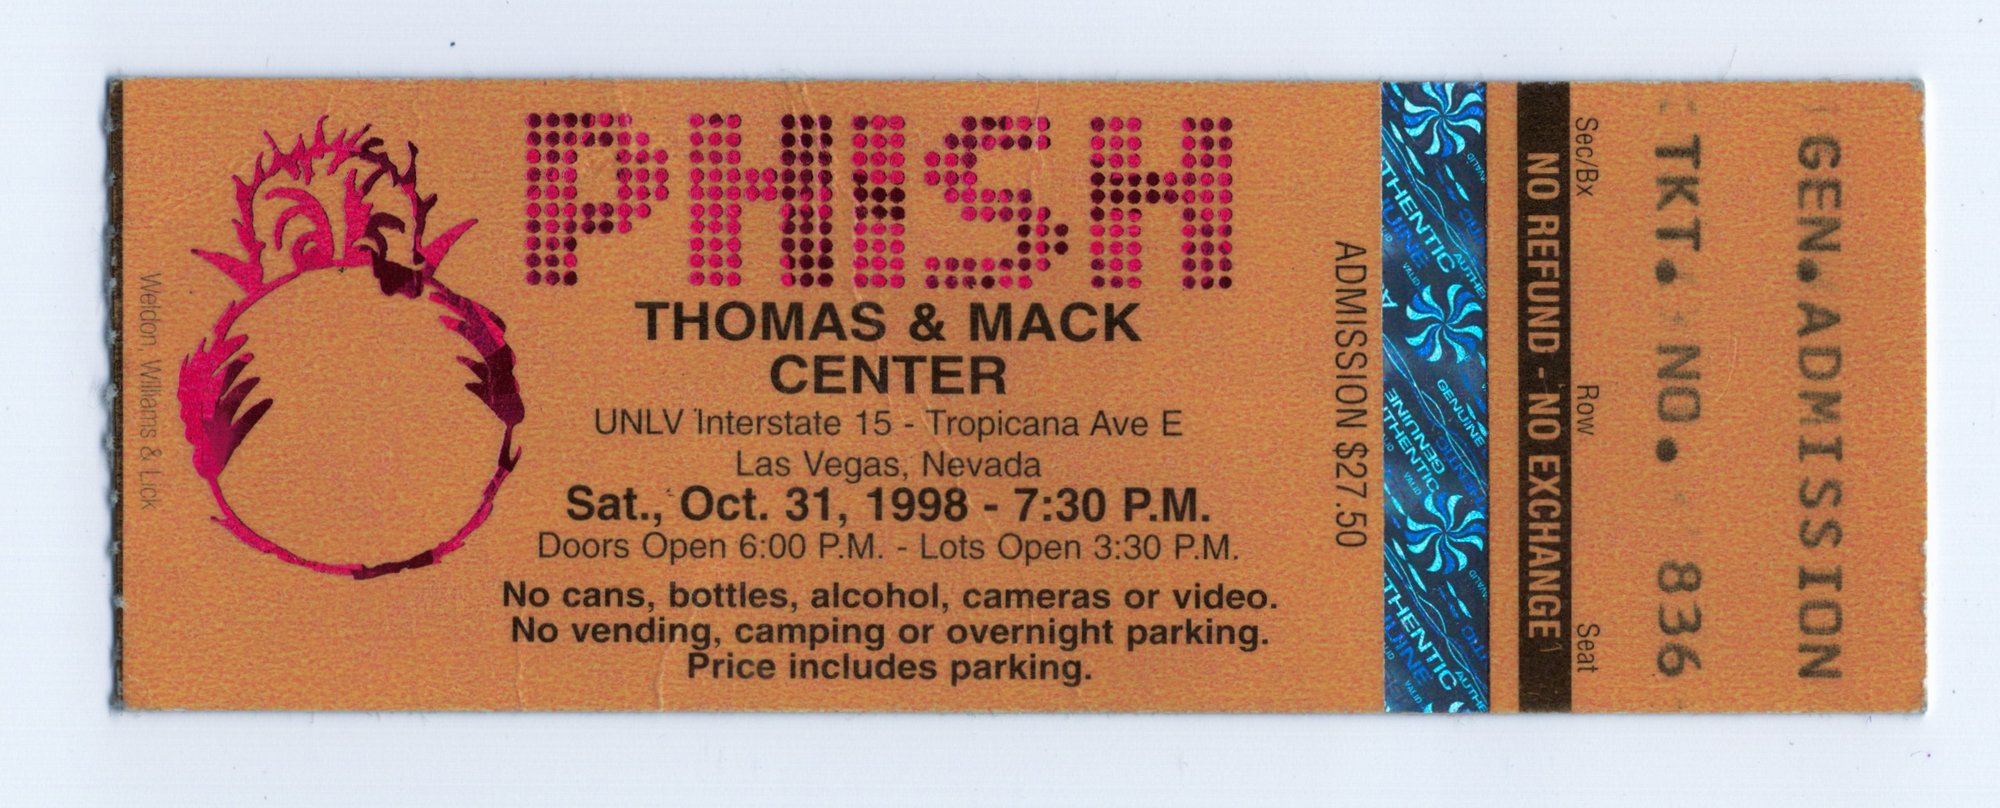 Weldon, Williams & Lick
PHISH
THOMAS & MACK
CENTER
UNLV Interstate 15 - Tropicana Ave E
Las Vegas, Nevada
Sat., Oct. 31, 1998 - 7:30 P.M.
Doors Open 6:00 P.M. - Lots Open 3:30 P.M.
No cans, bottles, alcohol, cameras or video.
No vending, camping or overnight parking.
Price includes parking.
ADMISSION $27.50
AUTHENTIC
GENUINE
VALID
NO REFUND - NO EXCHANGE
Sec/Bx Row Seat
TKT. NO. 836
GEN. ADMISSION